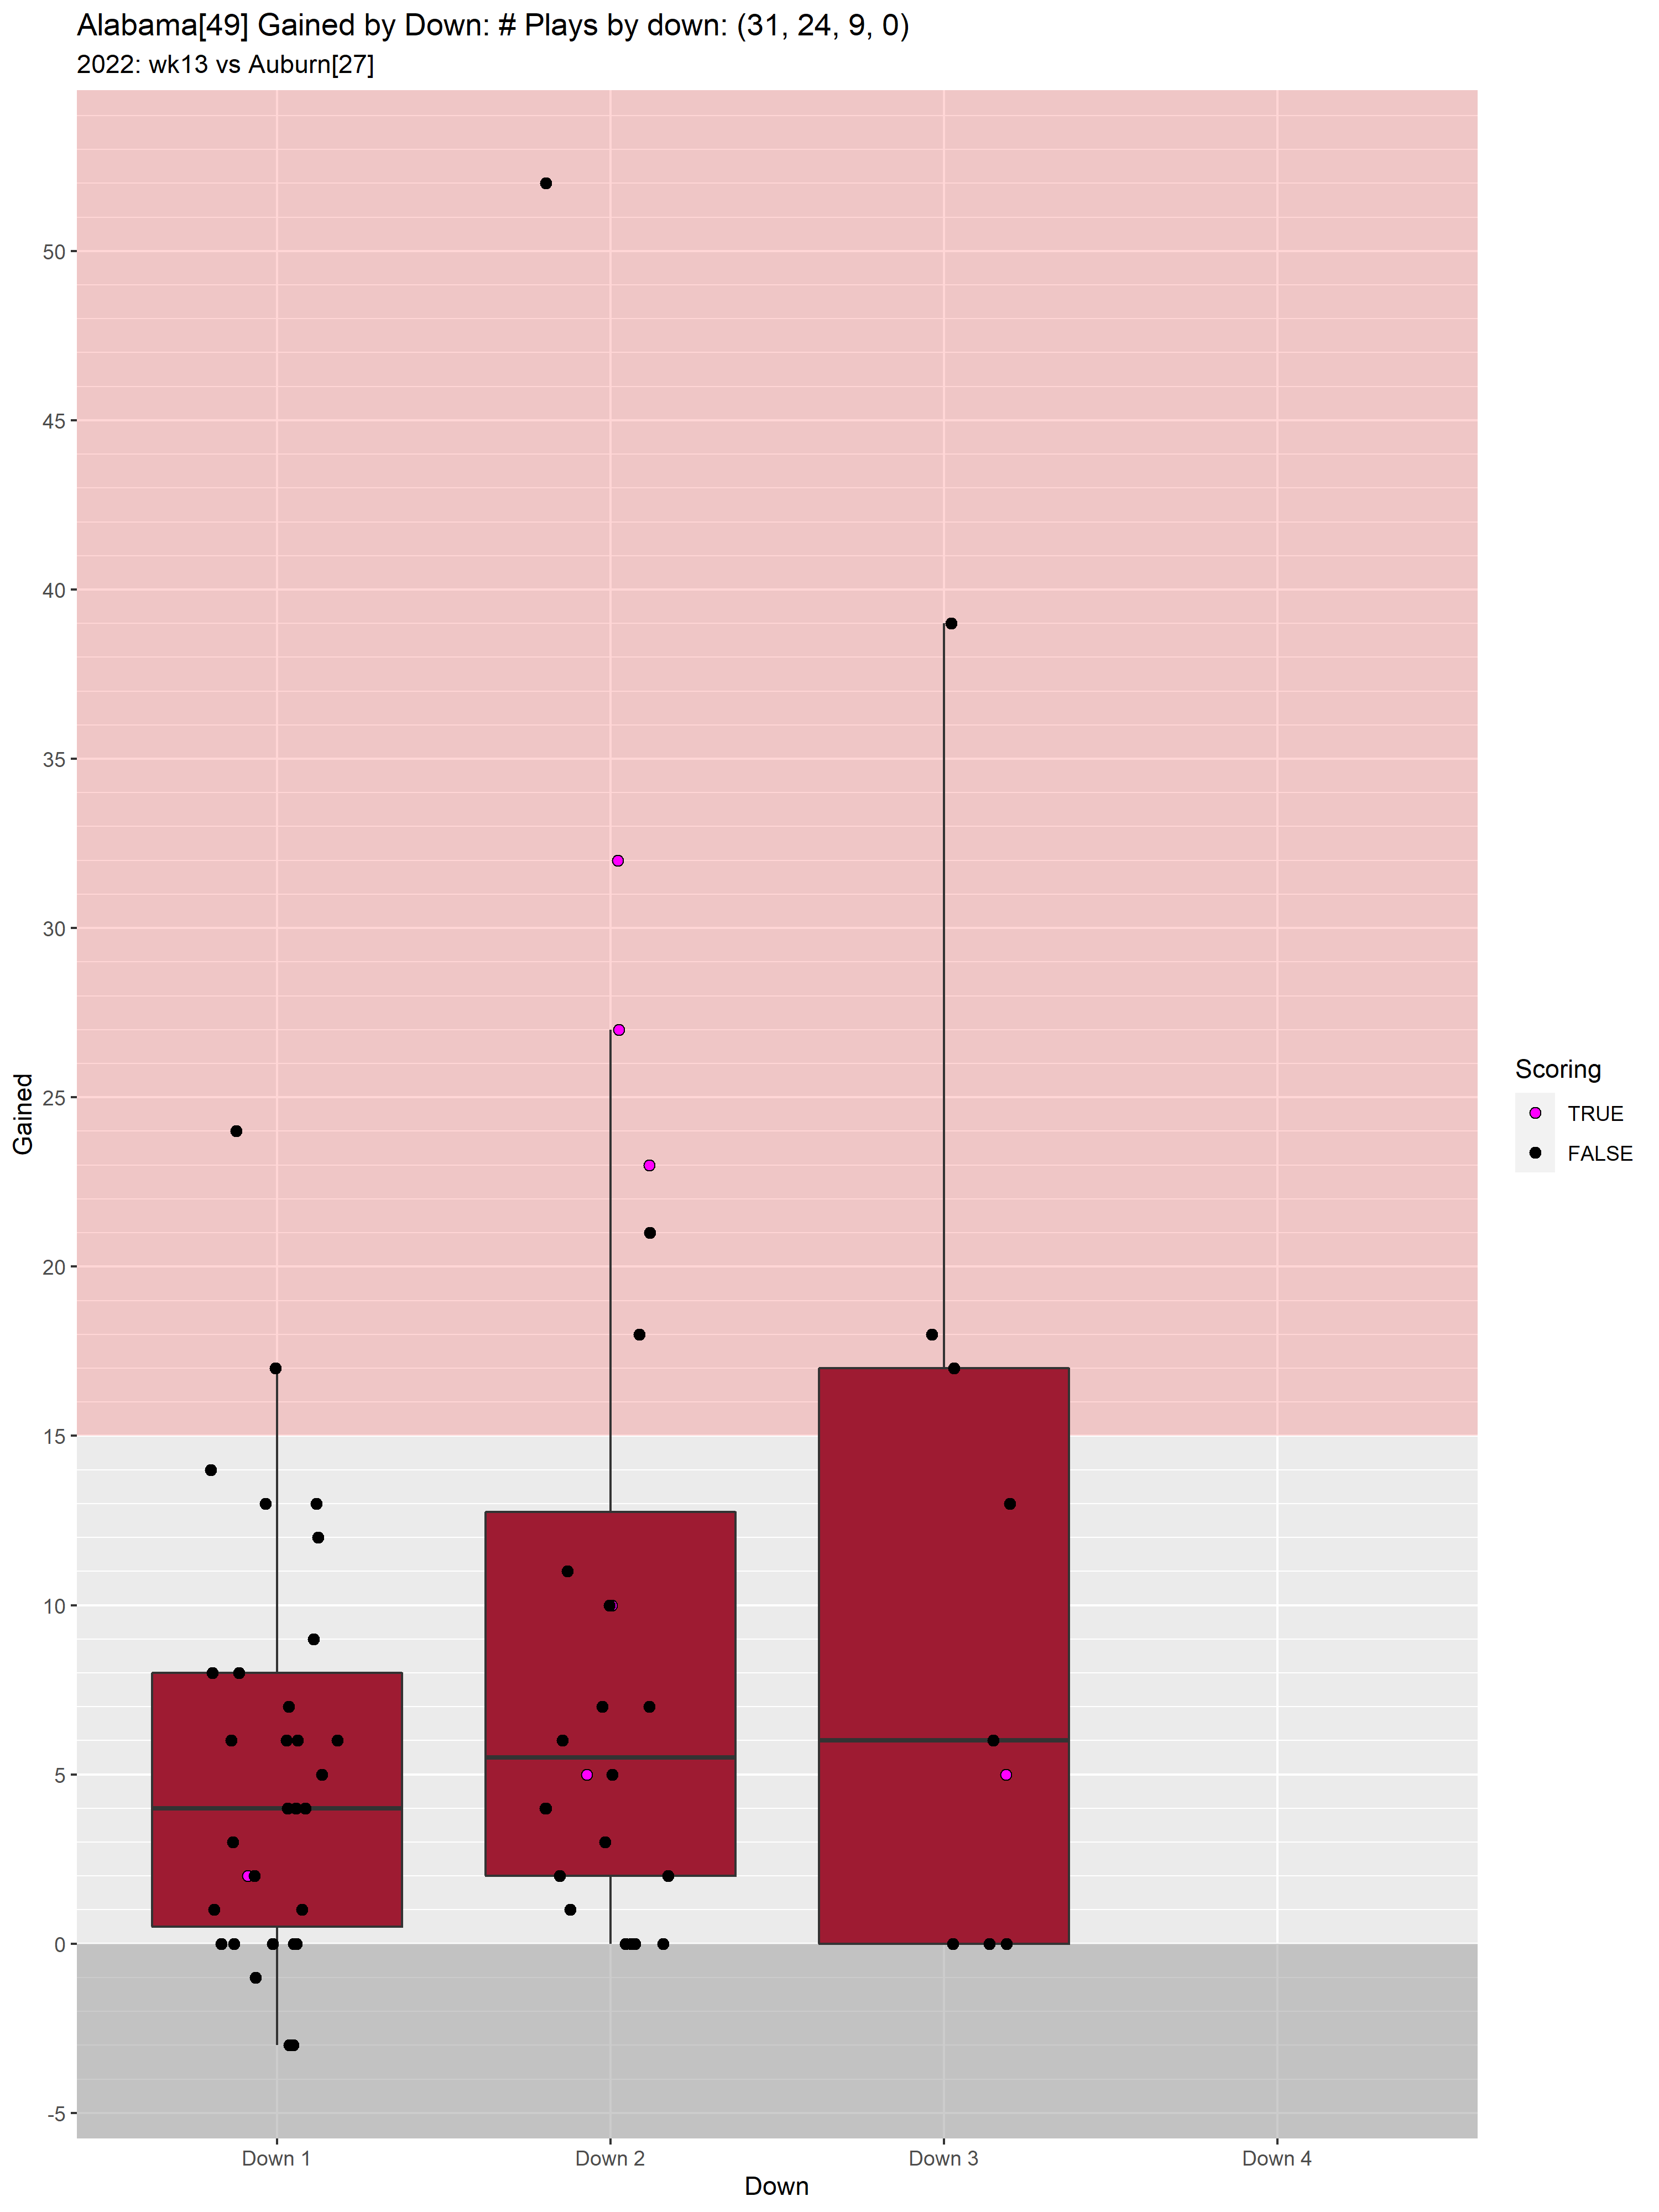 Alabama[49] Gained by Down: # Plays by down: (31, 24, 9, 0)
2022: wk13 vs Auburn[27]
50
45
40
35
30
25
20
15
10
5
0
-5
Gained
Down 1 Down 2 Down 3 Down 4
Down
Scoring
TRUE
FALSE